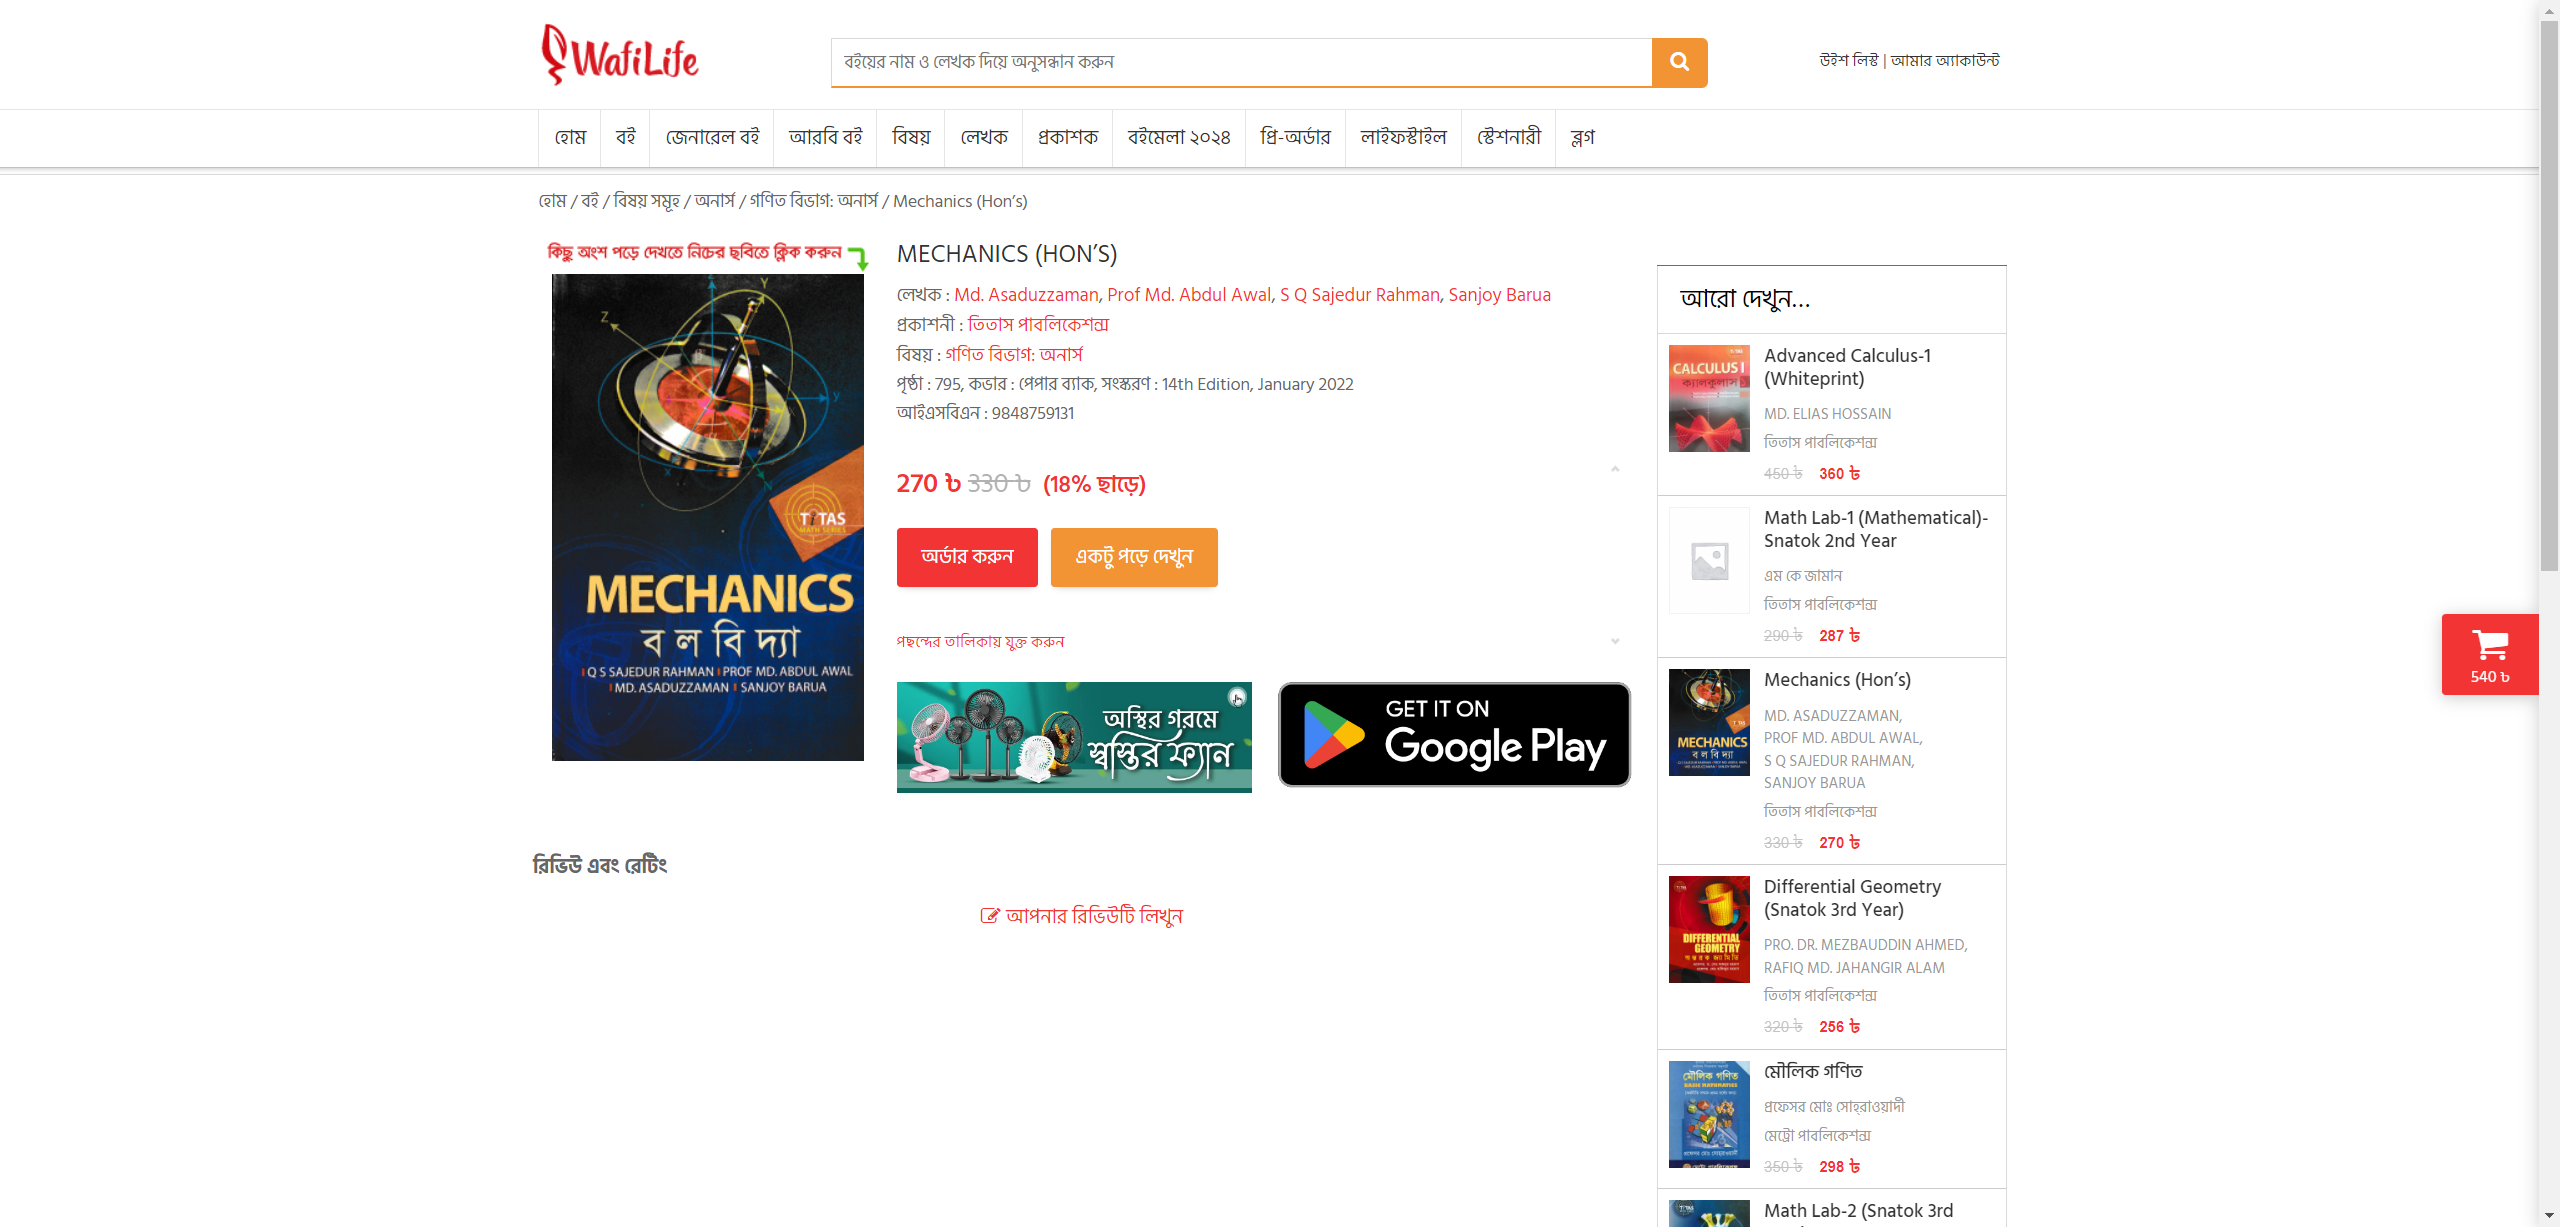 WafiLife
বইয়ের নাম ও লেখক দিয়ে অনুসন্ধান করুন
উইশ লিস্ট | আমার অ্যাকাউন্ট
হোম
বই
জেনারেল বই
আরবি বই
বিষয়
লেখক
প্রকাশক
বইমেলা ২০২৪
প্রি-অর্ডার
লাইফস্টাইল
স্টেশনারী
ব্লগ
হোম / বই / বিষয় সমূহ / অনার্স / গণিত বিভাগ: অনার্স / Mechanics (Hon’s)
কিছু অংশ পড়ে দেখতে নিচের ছবিতে ক্লিক করুন
Y
Z
y
x
TiTAS
MATH SERIES
MECHANICS
ব ল বি দ্যা
Q S SAJEDUR RAHMAN PROF MD. ABDUL AWAL
MD. ASADUZZAMAN SANJOY BARUA
MECHANICS (HON’S)
লেখক : Md. Asaduzzaman, Prof Md. Abdul Awal, S Q Sajedur Rahman, Sanjoy Barua
প্রকাশনী : তিতাস পাবলিকেশন্স
বিষয় : গণিত বিভাগ: অনার্স
পৃষ্ঠা : 795, কভার : পেপার ব্যাক, সংস্করণ : 14th Edition, January 2022
আইএসবিএন : 9848759131
270 ৳ 330 ৳ (18% ছাড়ে)
অর্ডার করুন
একটু পড়ে দেখুন
পছন্দের তালিকায় যুক্ত করুন
অস্থির গরমে
স্বস্তির ফ্যান
GET IT ON
Google Play
রিভিউ এবং রেটিং
আপনার রিভিউটি লিখুন
আরো দেখুন...
CALCULUS I
ক্যালকুলাস
Advanced Calculus-1
(Whiteprint)
MD. ELIAS HOSSAIN
তিতাস পাবলিকেশন্স
450 ৳ 360 ৳
Math Lab-1 (Mathematical)-
Snatok 2nd Year
এম কে জামান
তিতাস পাবলিকেশন্স
290 ৳ 287 ৳
MECHANICS
ব ল বি দ্যা
Mechanics (Hon’s)
MD. ASADUZZAMAN,
PROF MD. ABDUL AWAL,
S Q SAJEDUR RAHMAN,
SANJOY BARUA
তিতাস পাবলিকেশন্স
330 ৳ 270 ৳
DIFFERENTIAL
GEOMETRY
Differential Geometry
(Snatok 3rd Year)
PRO. DR. MEZBAUDDIN AHMED,
RAFIQ MD. JAHANGIR ALAM
তিতাস পাবলিকেশন্স
320 ৳ 256 ৳
মৌলিক গণিত
BASIC MATHEMATICS
মৌলিক গণিত
প্রফেসর মোঃ সোহ্‌রাওয়ার্দী
মেট্রো পাবলিকেশন্স
350 ৳ 298 ৳
Math Lab-2 (Snatok 3rd
540 ৳